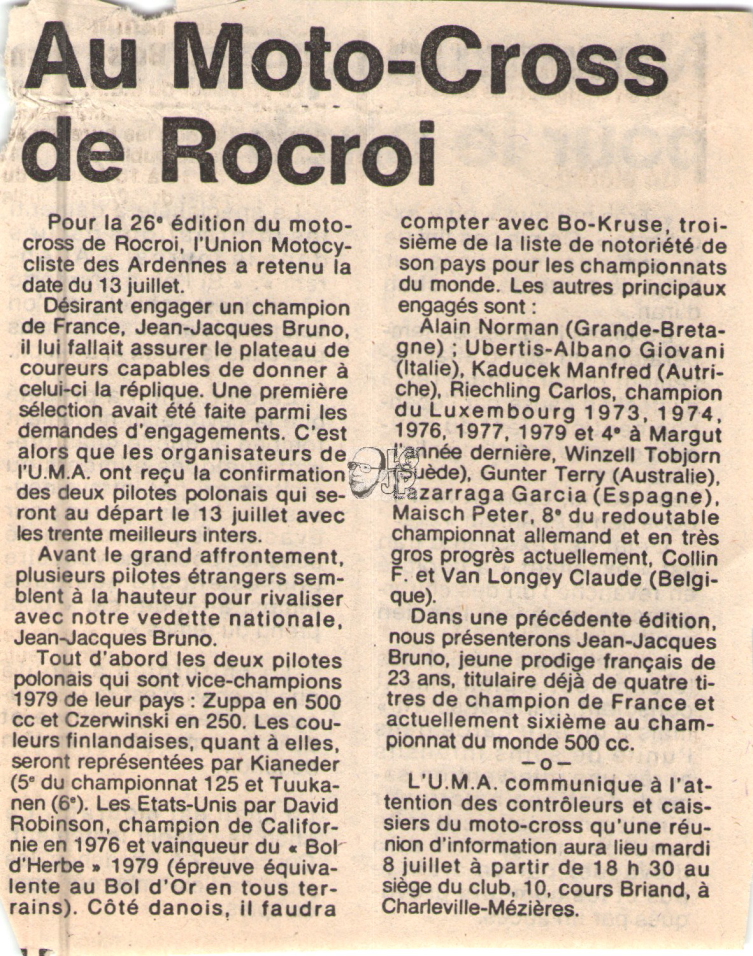 Au Moto-Cross
de Rocroi
Pour la 26e édition du moto-
cross de Rocroi, l'Union Motocy-
cliste des Ardennes a retenu la
date du 13 juillet.
Désirant engager un champion
de France, Jean-Jacques Bruno,
il lui fallait assurer le plateau de
coureurs capables de donner à
celui-ci la réplique. Une première
sélection avait été faite parmi les
demandes d'engagements. C'est
alors que les organisateurs de
l'U.M.A. ont reçu la confirmation
des deux pilotes polonais qui se-
ront au départ le 13 juillet avec
les trente meilleurs inters.
Avant le grand affrontement,
plusieurs pilotes étrangers sem-
blent à la hauteur pour rivaliser
avec notre vedette nationale,
Jean-Jacques Bruno.
Tout d'abord les deux pilotes
polonais qui sont vice-champions
1979 de leur pays : Zuppa en 500
cc et Czerwinski en 250. Les cou-
leurs finlandaises, quant à elles,
seront représentées par Kianeder
(5e du championnat 125 et Tuuka-
nen (6e). Les Etats-Unis par David
Robinson, champion de Califor-
nie en 1976 et vainqueur du « Bol
d'Herbe » 1979 (épreuve équiva-
lente au Bol d'Or en tous ter-
rains). Côté danois, il faudra
compter avec Bo-Kruse, troi-
sième de la liste de notoriété de
son pays pour les championnats
du monde. Les autres principaux
engagés sont :
Alain Norman (Grande-Breta-
gne) ; Ubertis-Albano Giovani
(Italie), Kaducek Manfred (Autri-
che), Riechling Carlos, champion
du Luxembourg 1973, 1974,
1976, 1977, 1979 et 4e à Margut
l'année dernière, Winzell Tobjorn
uède), Gunter Terry (Australie),
Lazarraga Garcia (Espagne),
Maisch Peter, 8e du redoutable
championnat allemand et en très
gros progrès actuellement, Collin
F. et Van Longey Claude (Belgi-
que).
Dans une précédente édition,
nous présenterons Jean-Jacques
Bruno, jeune prodige français de
23 ans, titulaire déjà de quatre ti-
tres de champion de France et
actuellement sixième au cham-
pionnat du monde 500 cc.
—o—
L'U.M.A. communique à l'at-
tention des contrôleurs et cais-
siers du moto-cross qu'une réu-
nion d'information aura lieu mardi
8 juillet à partir de 18 h 30 au
siège du club, 10, cours Briand, à
Charleville-Mézières.